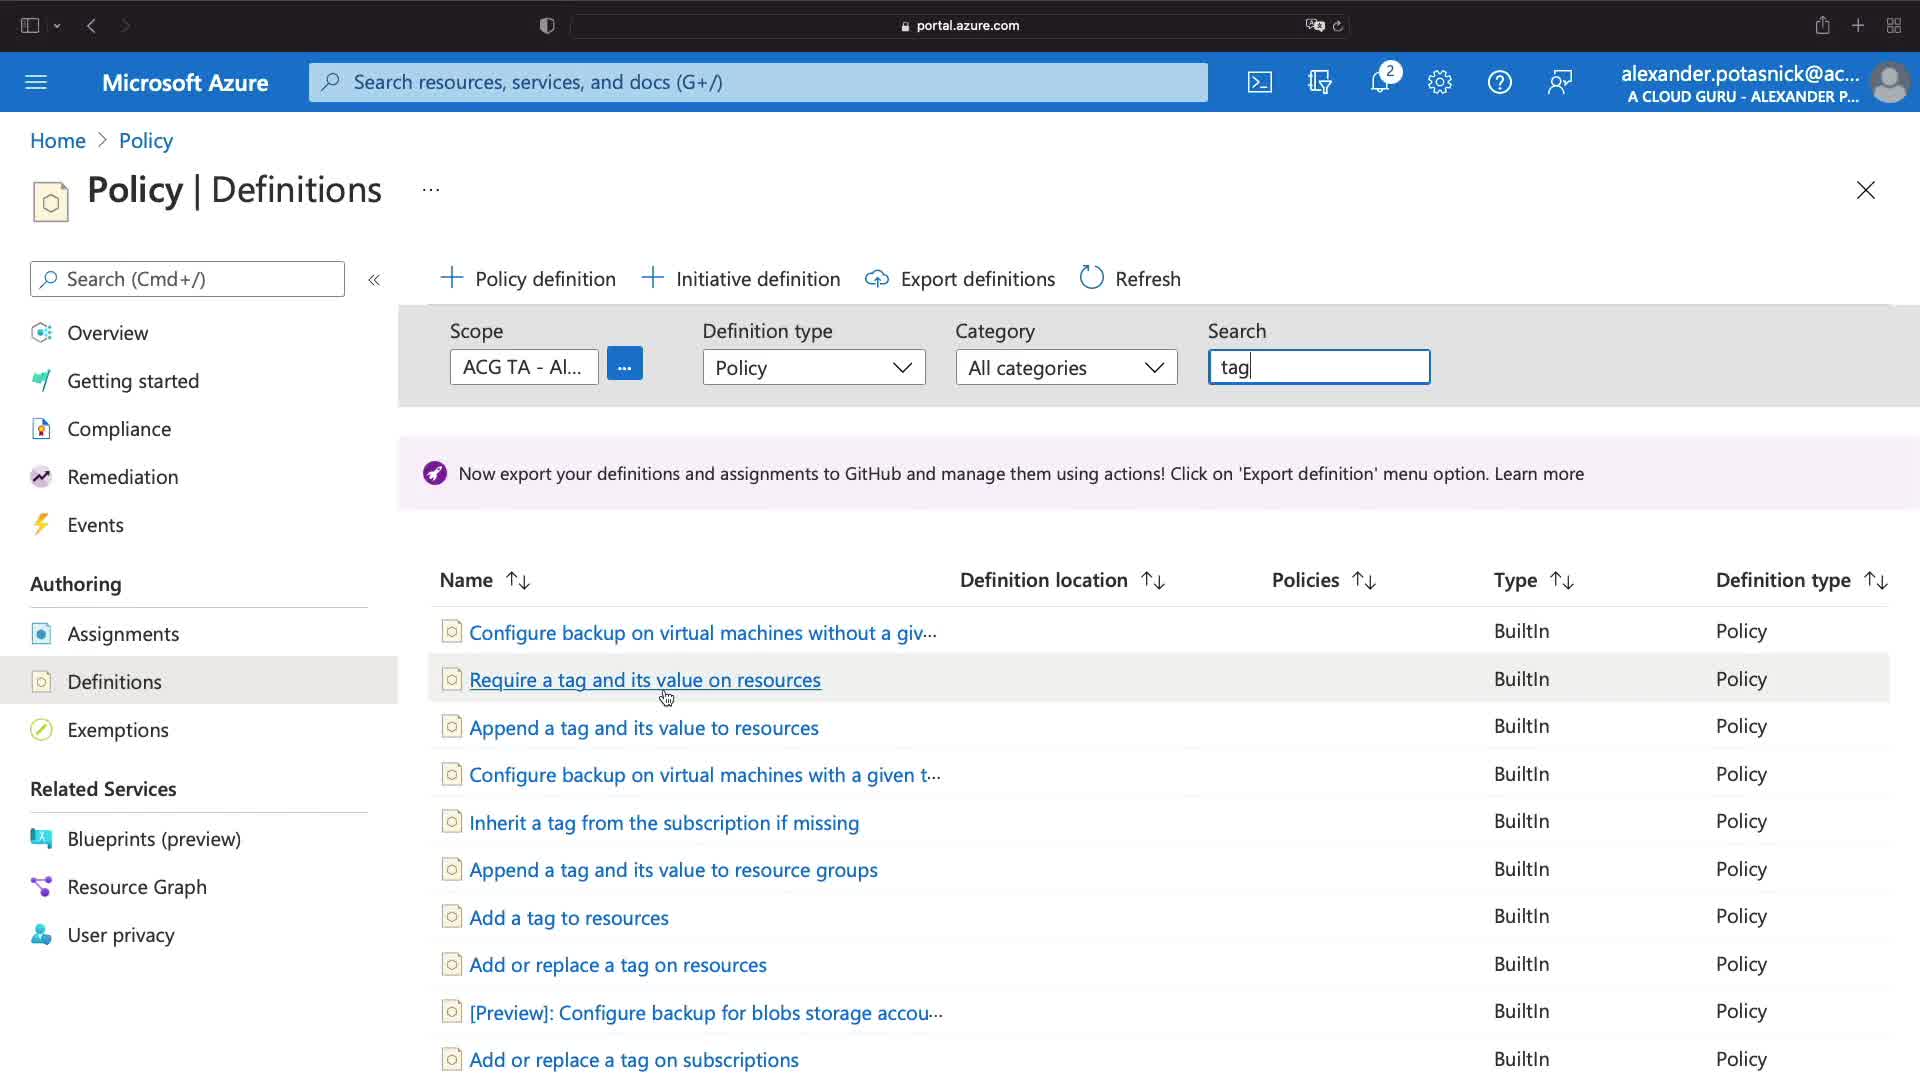 portal.azure.com
Microsoft Azure
Search resources, services, and docs (G+/)
2
alexander.potasnick@ac...
A CLOUD GURU - ALEXANDER P...
Home > Policy
Policy | Definitions
...
Search (Cmd+/)
«
Overview
Getting started
Compliance
Remediation
Events
Authoring
Assignments
Definitions
Exemptions
Related Services
Blueprints (preview)
Resource Graph
User privacy
+ Policy definition + Initiative definition Export definitions Refresh
Scope Definition type Category Search
ACG TA - Al... ... Policy All categories tag
Now export your definitions and assignments to GitHub and manage them using actions! Click on 'Export definition' menu option. Learn more
Name ↑↓ Definition location ↑↓ Policies ↑↓ Type ↑↓ Definition type ↑↓
Configure backup on virtual machines without a giv... BuiltIn Policy
Require a tag and its value on resources BuiltIn Policy
Append a tag and its value to resources BuiltIn Policy
Configure backup on virtual machines with a given t... BuiltIn Policy
Inherit a tag from the subscription if missing BuiltIn Policy
Append a tag and its value to resource groups BuiltIn Policy
Add a tag to resources BuiltIn Policy
Add or replace a tag on resources BuiltIn Policy
[Preview]: Configure backup for blobs storage accou... BuiltIn Policy
Add or replace a tag on subscriptions BuiltIn Policy